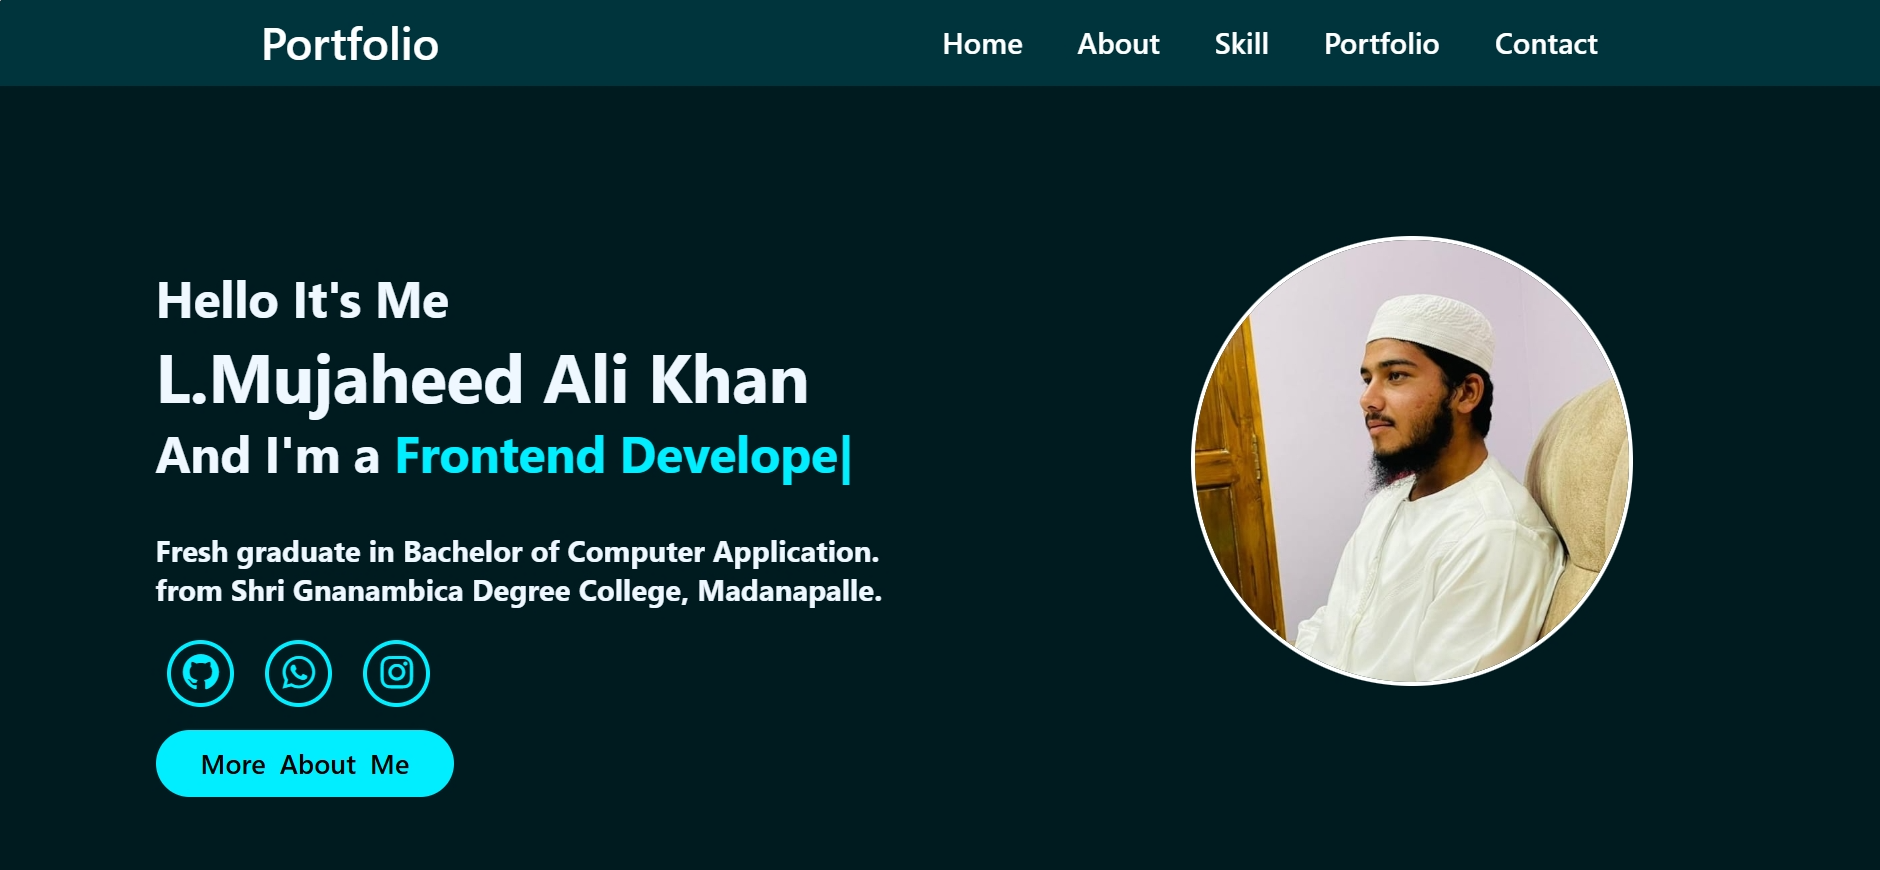 Portfolio
Home About Skill Portfolio Contact
Hello It's Me
L.Mujaheed Ali Khan
And I'm a Frontend Develope|
Fresh graduate in Bachelor of Computer Application.
from Shri Gnanambica Degree College, Madanapalle.
More About Me